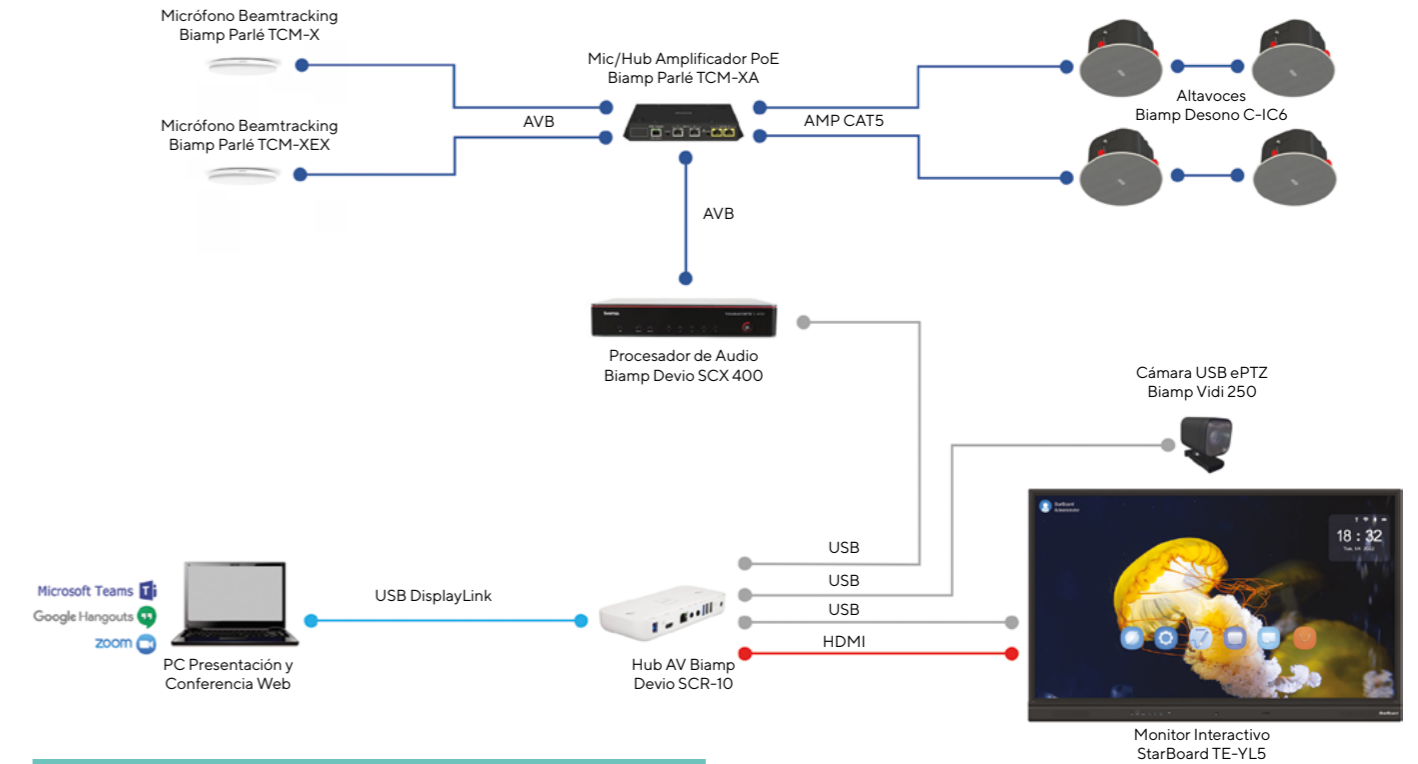 Micrófono Beamtracking
Biamp Parlé TCM-X
Mic/Hub Amplificador PoE
Biamp Parlé TCM-XA
Altavoces
Biamp Desono C-IC6
AVB
AMP CAT5
Micrófono Beamtracking
Biamp Parlé TCM-XEX
AVB
Procesador de Audio
Biamp Devio SCX 400
Cámara USB ePTZ
Biamp Vidi 250
StarBoard
18 : 32
USB
USB
USB
HDMI
Microsoft Teams
Google Hangouts
zoom
USB DisplayLink
PC Presentación y
Conferencia Web
Hub AV Biamp
Devio SCR-10
StarBoard
Monitor Interactivo
StarBoard TE-YL5